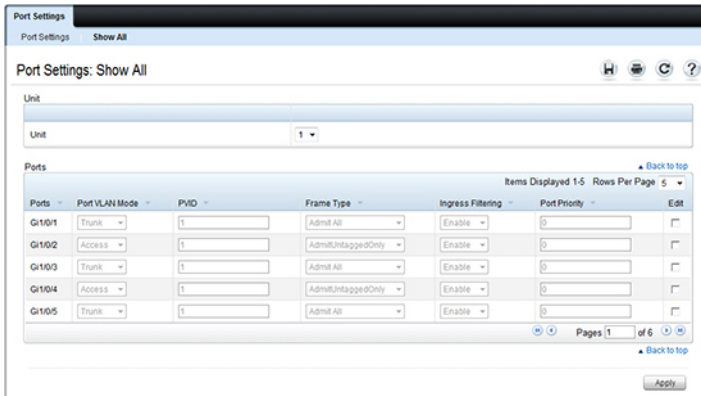 Port Settings
Port Settings Show All
Port Settings: Show All
Unit
Unit 1
Ports
Back to top
Items Displayed 1-5 Rows Per Page 5
Ports Port VLAN Mode PVID Frame Type Ingress Filtering Port Priority Edit
Gi1/0/1 Trunk 1 Admit All Enable 0
Gi1/0/2 Access 1 AdmitUntaggedOnly Enable 0
Gi1/0/3 Trunk 1 Admit All Enable 0
Gi1/0/4 Access 1 AdmitUntaggedOnly Enable 0
Gi1/0/5 Trunk 1 Admit All Enable 0
Pages 1 of 6
Back to top
Apply